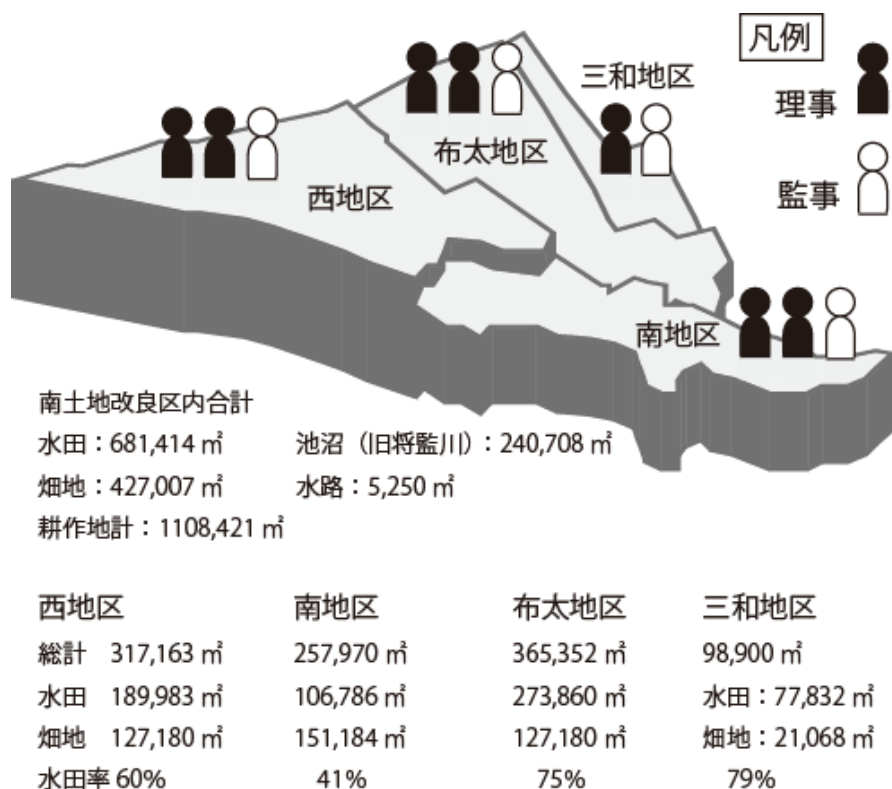 凡例
三和地区
理事
布太地区
監事
西地区
南地区
南土地改良区内合計
水田：681,414 ㎡ 池沼（旧将監川）：240,708 ㎡
畑地：427,007 ㎡ 水路：5,250 ㎡
耕作地計：1108,421 ㎡
西地区 南地区 布太地区 三和地区
総計 317,163 ㎡ 257,970 ㎡ 365,352 ㎡ 98,900 ㎡
水田 189,983 ㎡ 106,786 ㎡ 273,860 ㎡ 水田：77,832 ㎡
畑地 127,180 ㎡ 151,184 ㎡ 127,180 ㎡ 畑地：21,068 ㎡
水田率 60% 41% 75% 79%